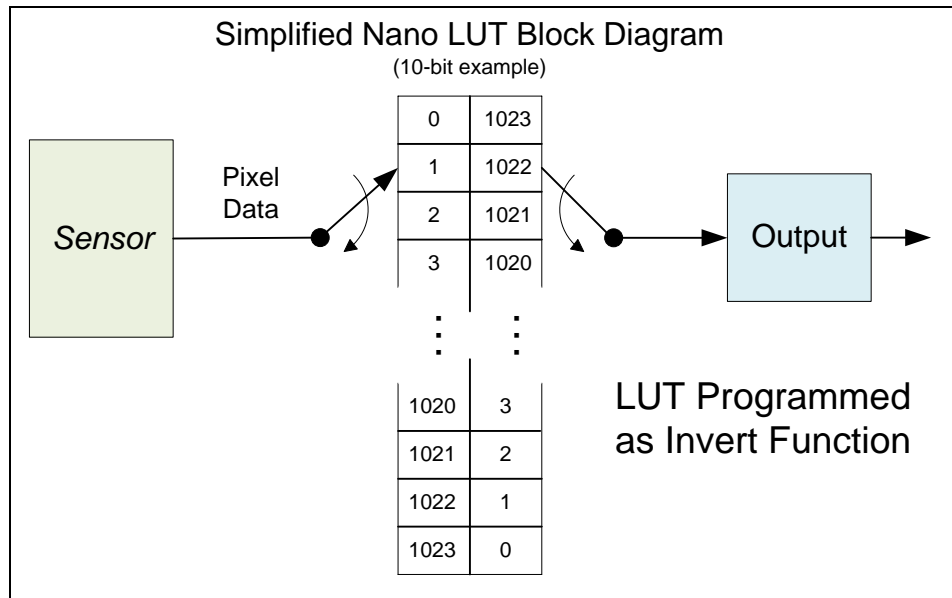 Simplified Nano LUT Block Diagram
(10-bit example)
Sensor
Pixel
Data
0 1023
1 1022
2 1021
3 1020
⋮ ⋮
1020 3
1021 2
1022 1
1023 0
Output
LUT Programmed
as Invert Function